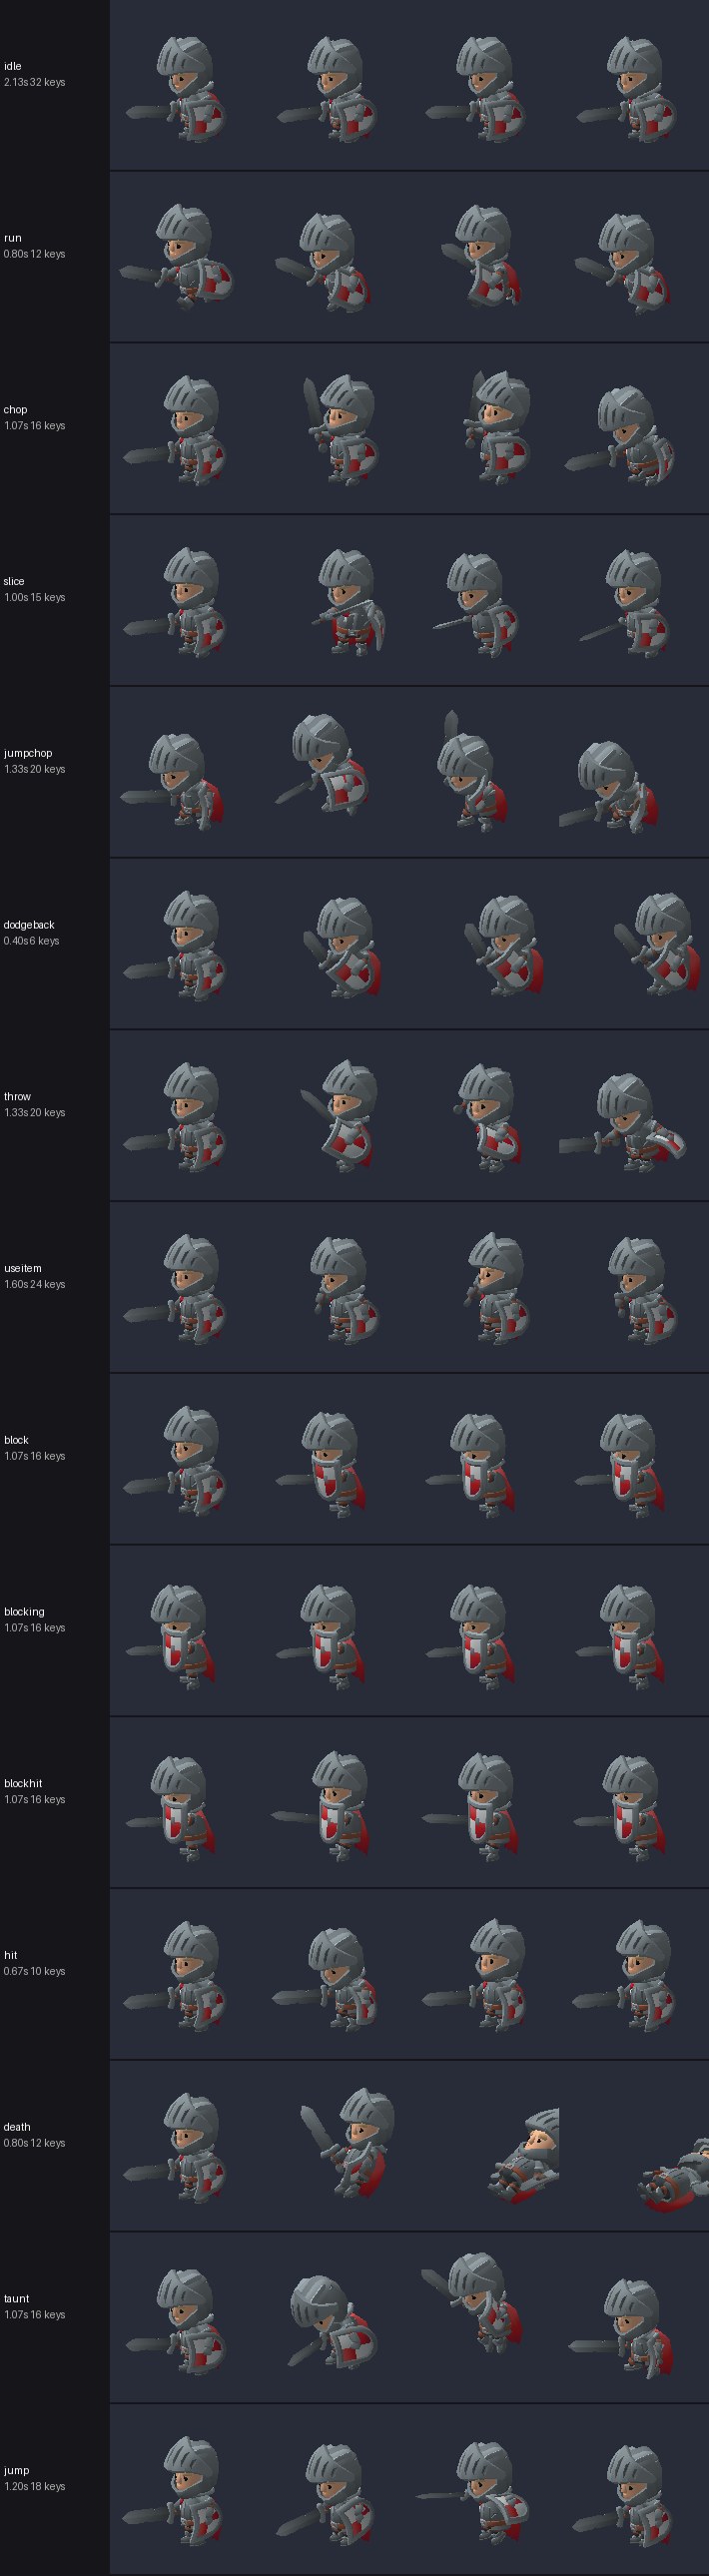 idle
2.13s 32 keys
run
0.80s 12 keys
chop
1.07s 16 keys
slice
1.00s 15 keys
jumpchop
1.33s 20 keys
dodgeback
0.40s 6 keys
throw
1.33s 20 keys
useitem
1.60s 24 keys
block
1.07s 16 keys
blocking
1.07s 16 keys
blockhit
1.07s 16 keys
hit
0.67s 10 keys
death
0.80s 12 keys
taunt
1.07s 16 keys
jump
1.20s 18 keys